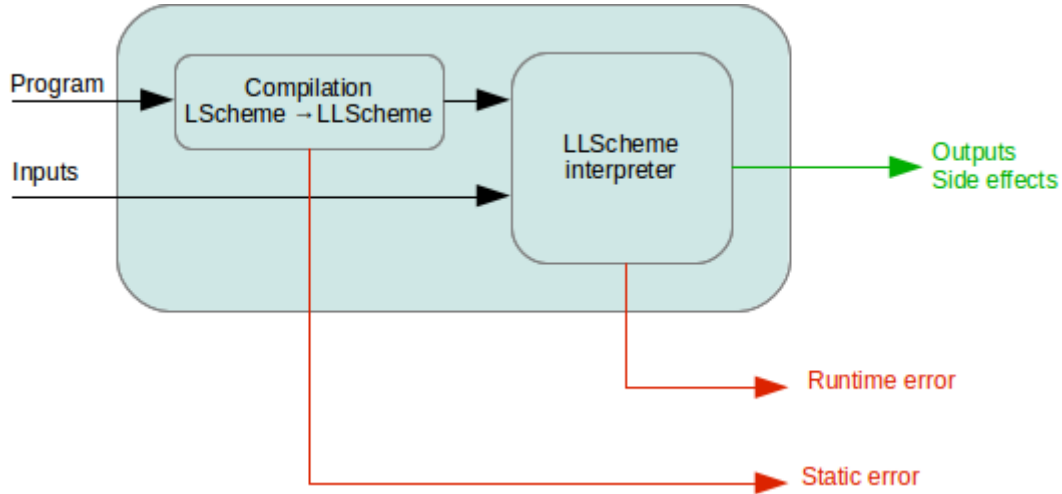 Program
Compilation
LScheme → LLScheme
Inputs
LLScheme
interpreter
Outputs
Side effects
Runtime error
Static error